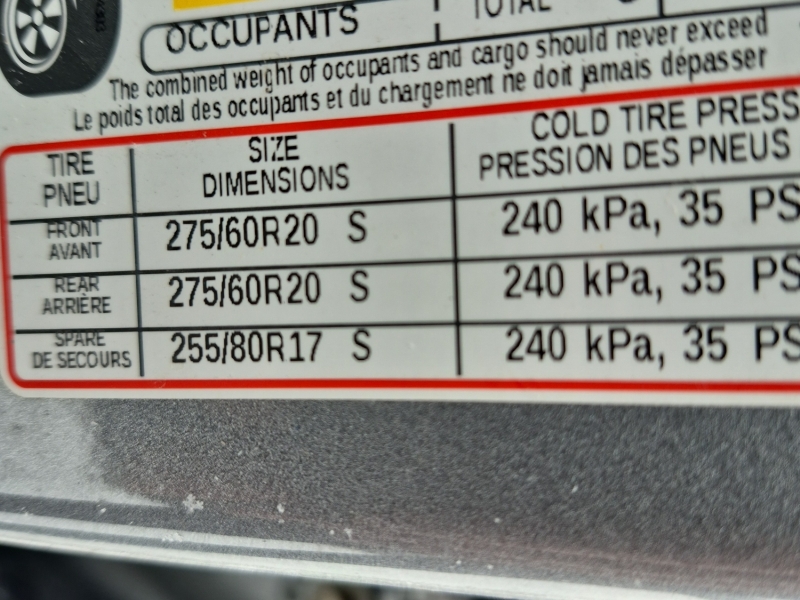 OCCUPANTS TOTAL
The combined weight of occupants and cargo should never exceed
Le poids total des occupants et du chargement ne doit jamais dépasser
TIRE
PNEU
SIZE
DIMENSIONS
COLD TIRE PRESS
PRESSION DES PNEUS
FRONT
AVANT
275/60R20 S
240 kPa, 35 PS
REAR
ARRIÈRE
275/60R20 S
240 kPa, 35 PS
SPARE
DE SECOURS
255/80R17 S
240 kPa, 35 PS